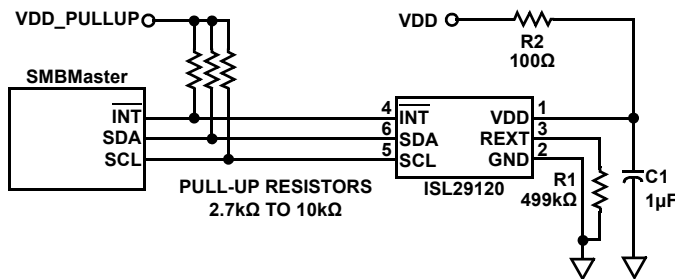 VDD_PULLUP
VDD
R2
100Ω
SMBMaster
INT
SDA
SCL
4
6
5
INT
SDA
SCL
VDD
REXT
GND
1
3
2
ISL29120
PULL-UP RESISTORS
2.7kΩ TO 10kΩ
R1
499kΩ
C1
1µF